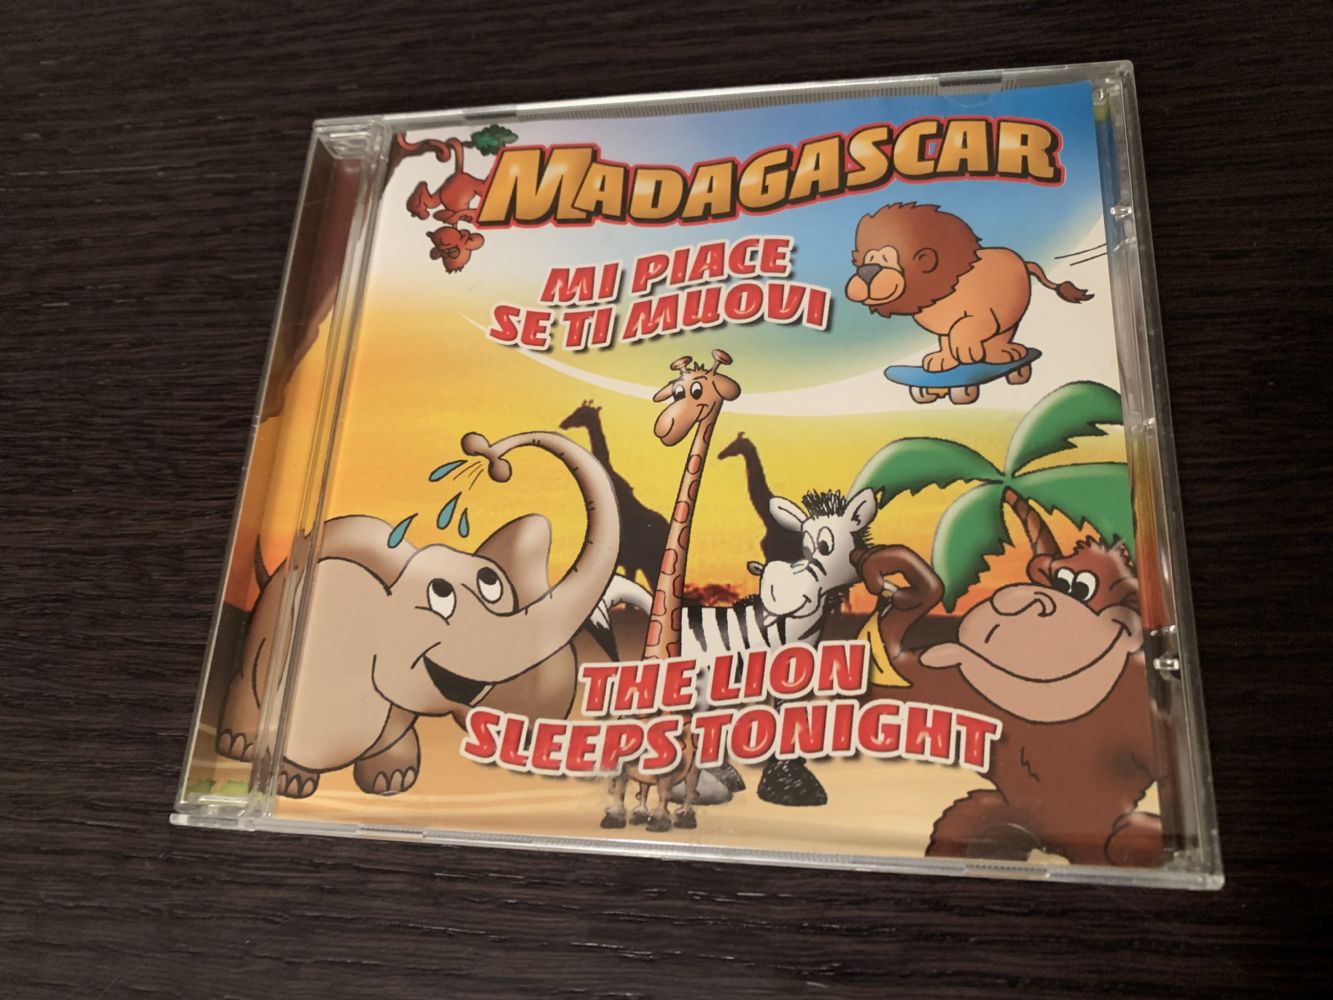 MADAGASCAR
MI PIACE
SE TI MUOVI
THE LION
SLEEPS TONIGHT